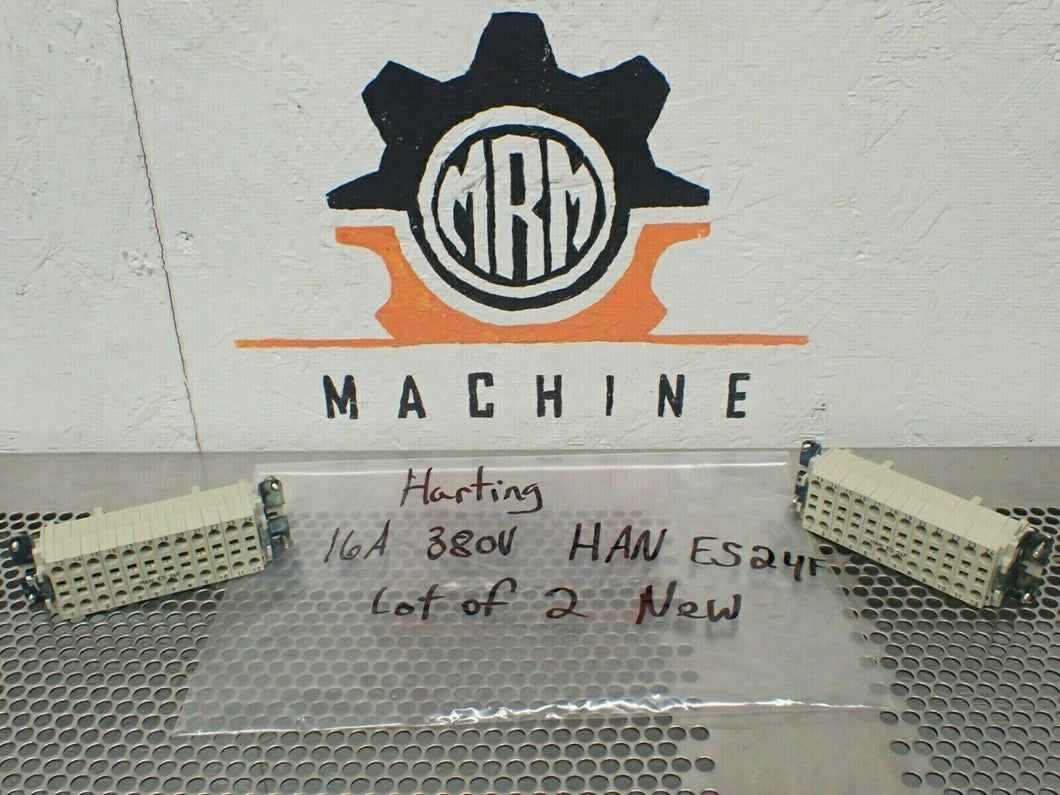 MRM
MACHINE
Harting
16A 380V HAN ES24F
Lot of 2 New